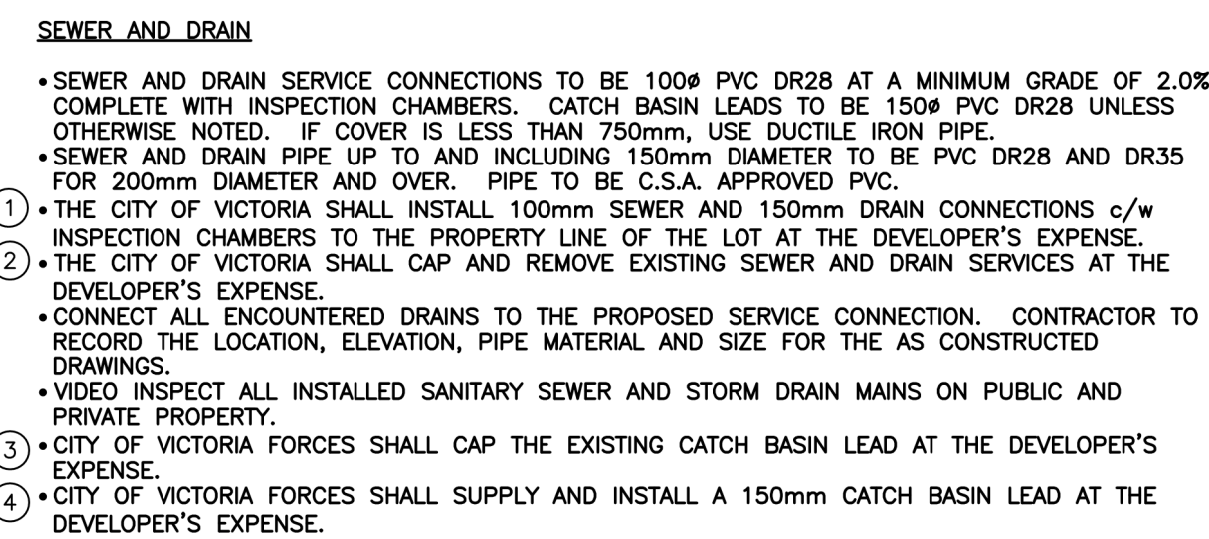 SEWER AND DRAIN
• SEWER AND DRAIN SERVICE CONNECTIONS TO BE 100ø PVC DR28 AT A MINIMUM GRADE OF 2.0%
COMPLETE WITH INSPECTION CHAMBERS. CATCH BASIN LEADS TO BE 150ø PVC DR28 UNLESS
OTHERWISE NOTED. IF COVER IS LESS THAN 750mm, USE DUCTILE IRON PIPE.
• SEWER AND DRAIN PIPE UP TO AND INCLUDING 150mm DIAMETER TO BE PVC DR28 AND DR35
FOR 200mm DIAMETER AND OVER. PIPE TO BE C.S.A. APPROVED PVC.
1 • THE CITY OF VICTORIA SHALL INSTALL 100mm SEWER AND 150mm DRAIN CONNECTIONS c/w
INSPECTION CHAMBERS TO THE PROPERTY LINE OF THE LOT AT THE DEVELOPER'S EXPENSE.
2 • THE CITY OF VICTORIA SHALL CAP AND REMOVE EXISTING SEWER AND DRAIN SERVICES AT THE
DEVELOPER'S EXPENSE.
• CONNECT ALL ENCOUNTERED DRAINS TO THE PROPOSED SERVICE CONNECTION. CONTRACTOR TO
RECORD THE LOCATION, ELEVATION, PIPE MATERIAL AND SIZE FOR THE AS CONSTRUCTED
DRAWINGS.
• VIDEO INSPECT ALL INSTALLED SANITARY SEWER AND STORM DRAIN MAINS ON PUBLIC AND
PRIVATE PROPERTY.
3 • CITY OF VICTORIA FORCES SHALL CAP THE EXISTING CATCH BASIN LEAD AT THE DEVELOPER'S
EXPENSE.
4 • CITY OF VICTORIA FORCES SHALL SUPPLY AND INSTALL A 150mm CATCH BASIN LEAD AT THE
DEVELOPER'S EXPENSE.